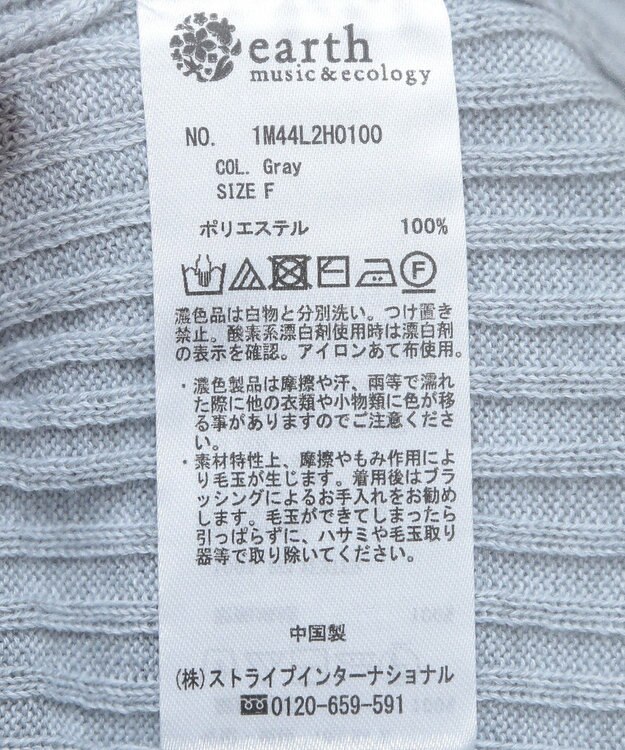 earth
music&ecology
NO. 1M44L2H0100
COL. Gray
SIZE F
ポリエステル 100%
F
濃色品は白物と分別洗い。つけ置き
禁止。酸素系漂白剤使用時は漂白剤
の表示を確認。アイロンあて布使用。
・濃色製品は摩擦や汗、雨等で濡れ
た際に他の衣類や小物類に色が移
る事がありますのでご注意くださ
い。
・素材特性上、摩擦やもみ作用によ
り毛玉が生じます。着用後はブラ
ッシングによるお手入れをお勧め
します。毛玉ができてしまったら
引っぱらずに、ハサミや毛玉取り
器等で取り除いてください。
中国製
(株)ストライプインターナショナル
0120-659-591